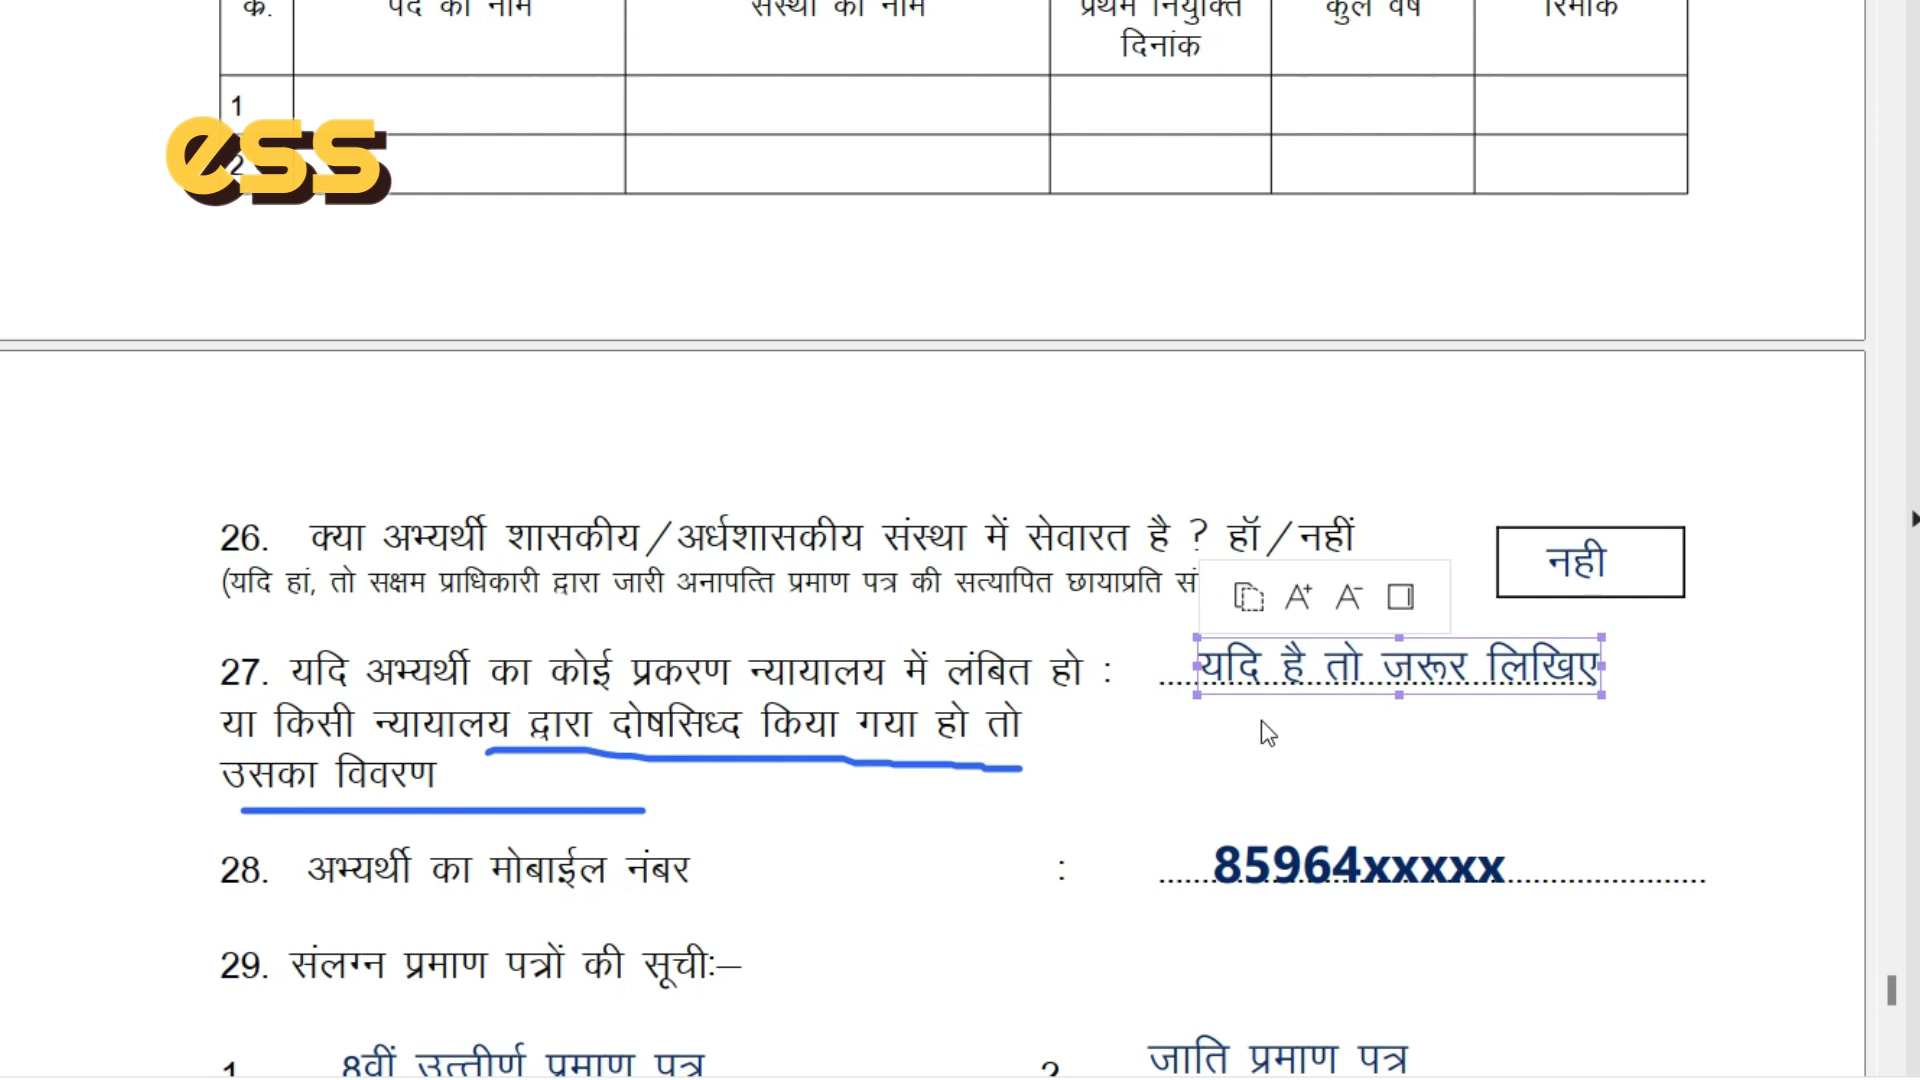 क. पद का नाम संस्था का नाम प्रथम नियुक्ति कुल वर्ष रिमार्क
दिनांक
1
ess
2
26. क्या अभ्यर्थी शासकीय/अर्धशासकीय संस्था में सेवारत है ? हॉ/नहीं
नही
(यदि हां, तो सक्षम प्राधिकारी द्वारा जारी अनापत्ति प्रमाण पत्र की सत्यापित छायाप्रति सं
A+ A-
27. यदि अभ्यर्थी का कोई प्रकरण न्यायालय में लंबित हो : यदि है तो जरूर लिखिए
या किसी न्यायालय द्वारा दोषसिध्द किया गया हो तो
उसका विवरण
28. अभ्यर्थी का मोबाईल नंबर : 85964xxxxx
29. संलग्न प्रमाण पत्रों की सूची:–
1 8वीं उत्तीर्ण प्रमाण पत्र 2 जाति प्रमाण पत्र